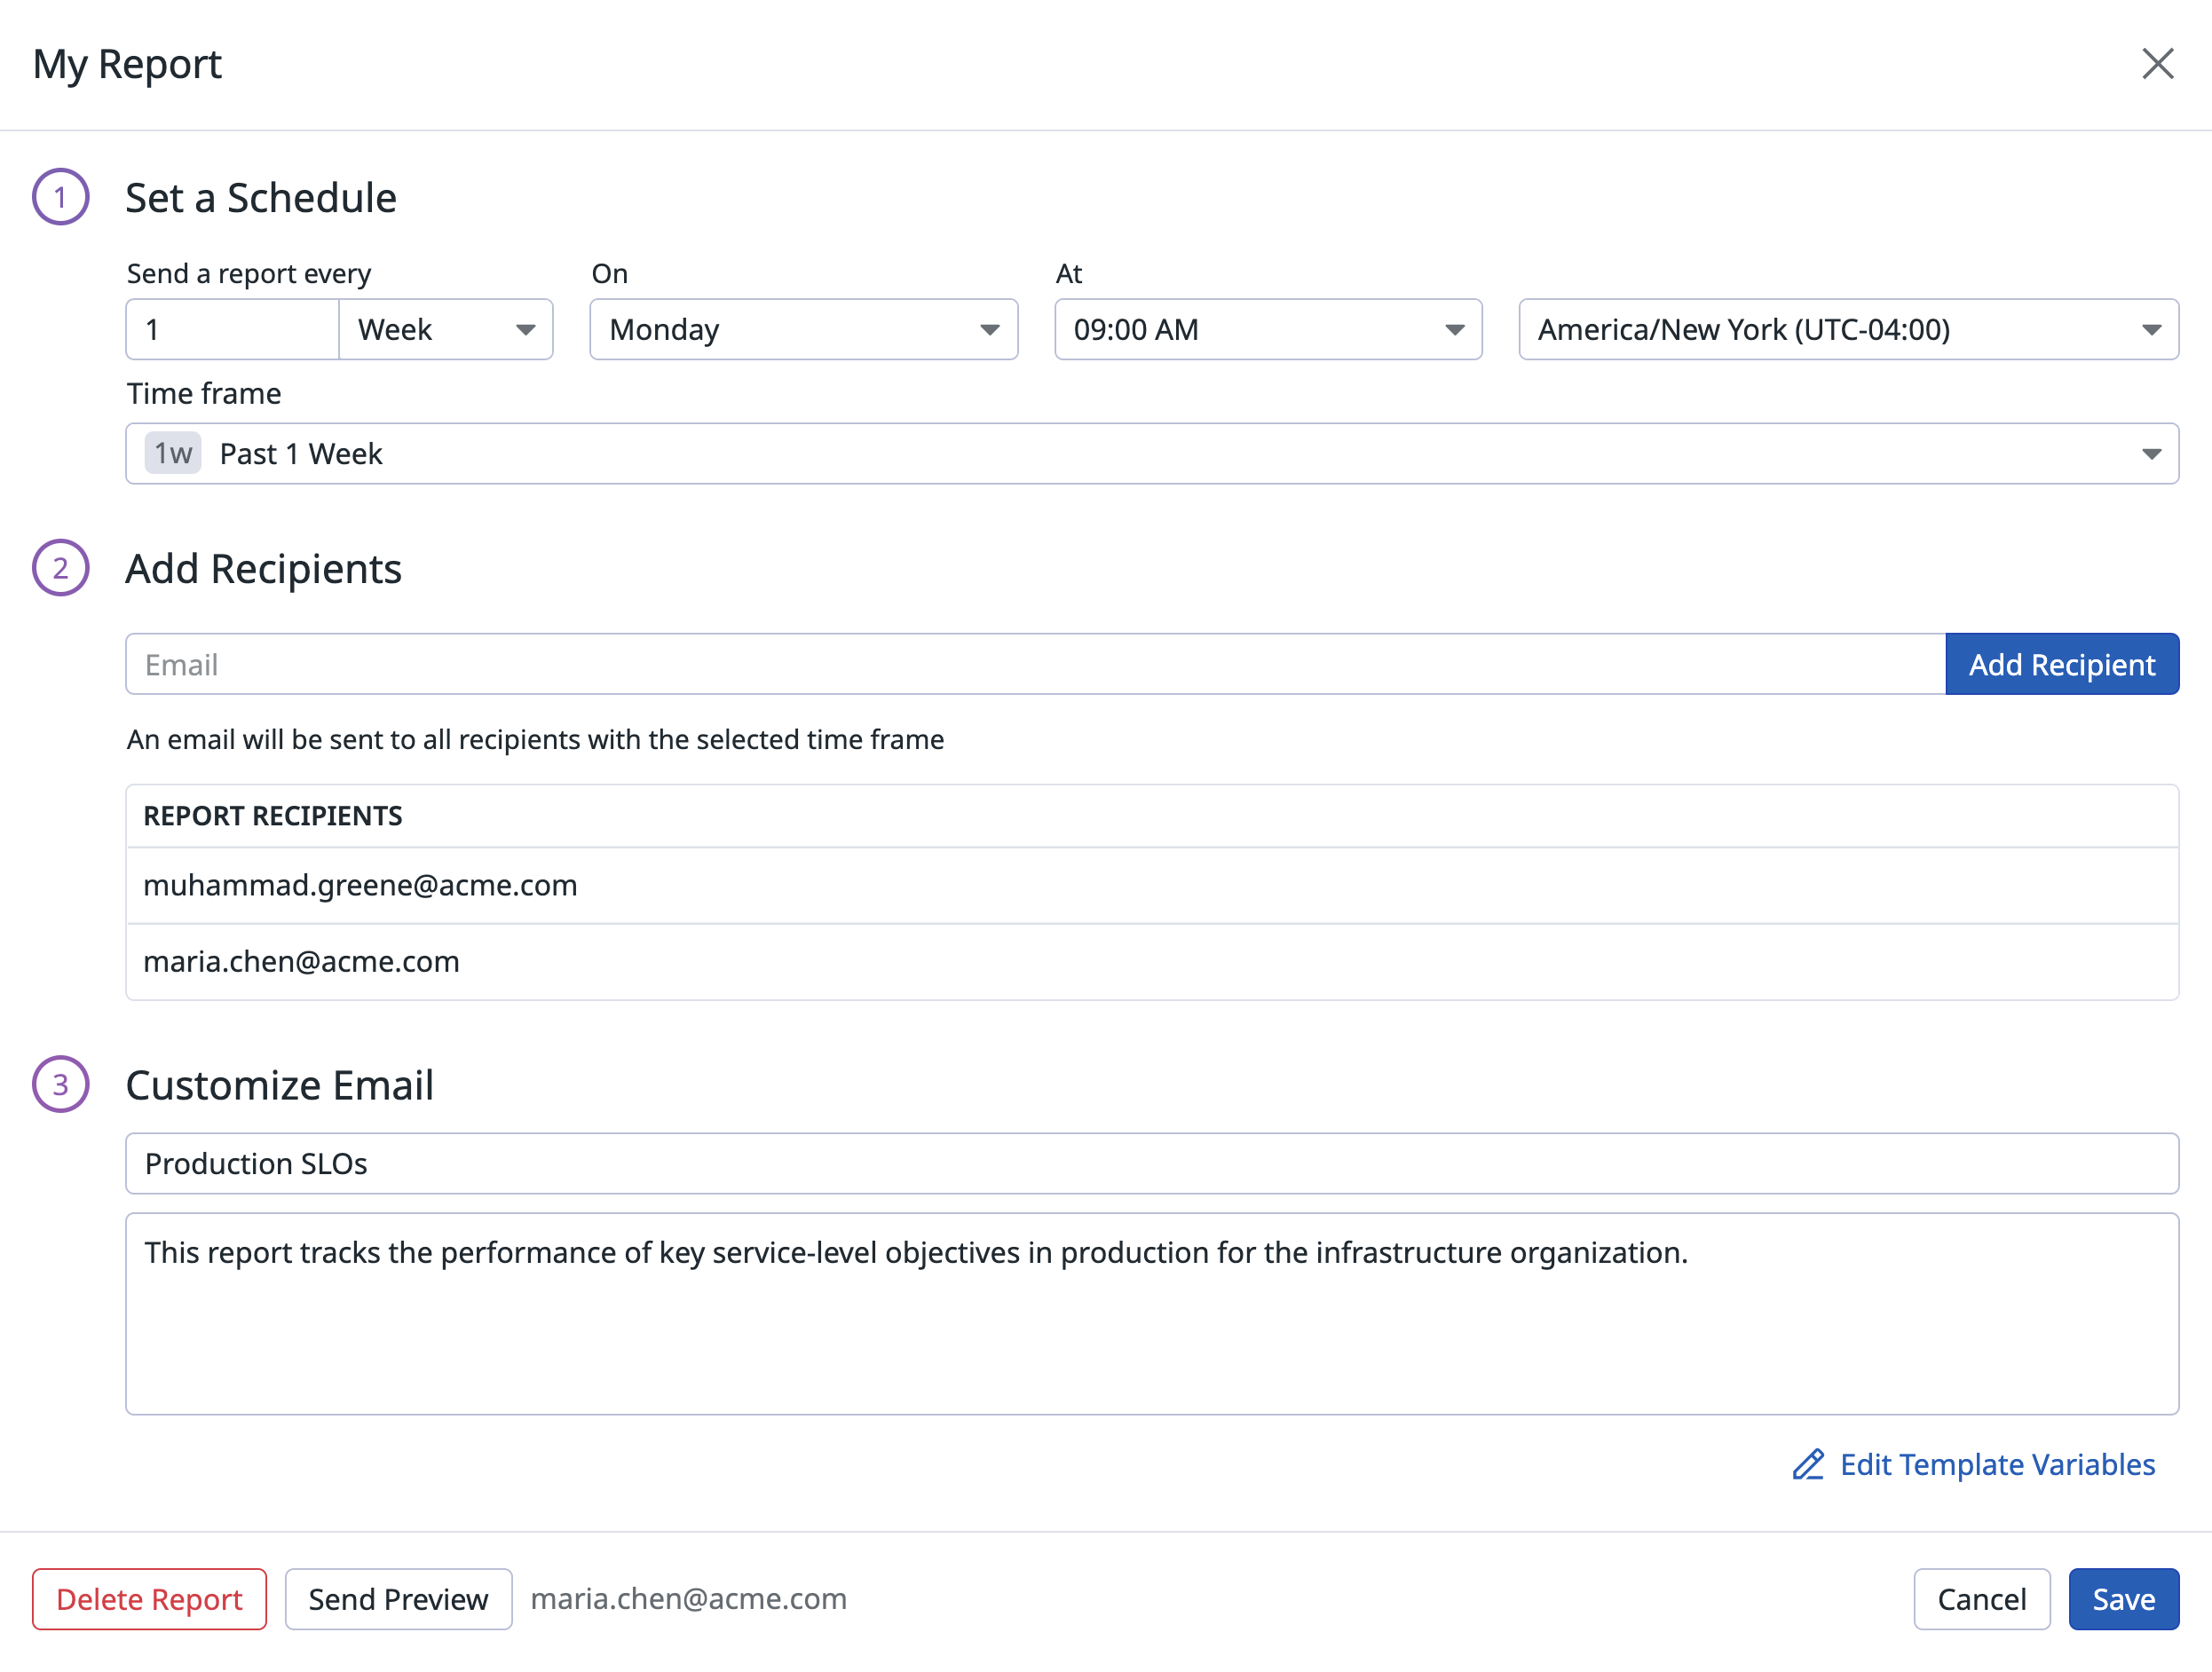 My Report
1 Set a Schedule
Send a report every On At
1 Week Monday 09:00 AM America/New York (UTC-04:00)
Time frame
1w Past 1 Week
2 Add Recipients
Email Add Recipient
An email will be sent to all recipients with the selected time frame
REPORT RECIPIENTS
muhammad.greene@acme.com
maria.chen@acme.com
3 Customize Email
Production SLOs
This report tracks the performance of key service-level objectives in production for the infrastructure organization.
Edit Template Variables
Delete Report Send Preview maria.chen@acme.com Cancel Save